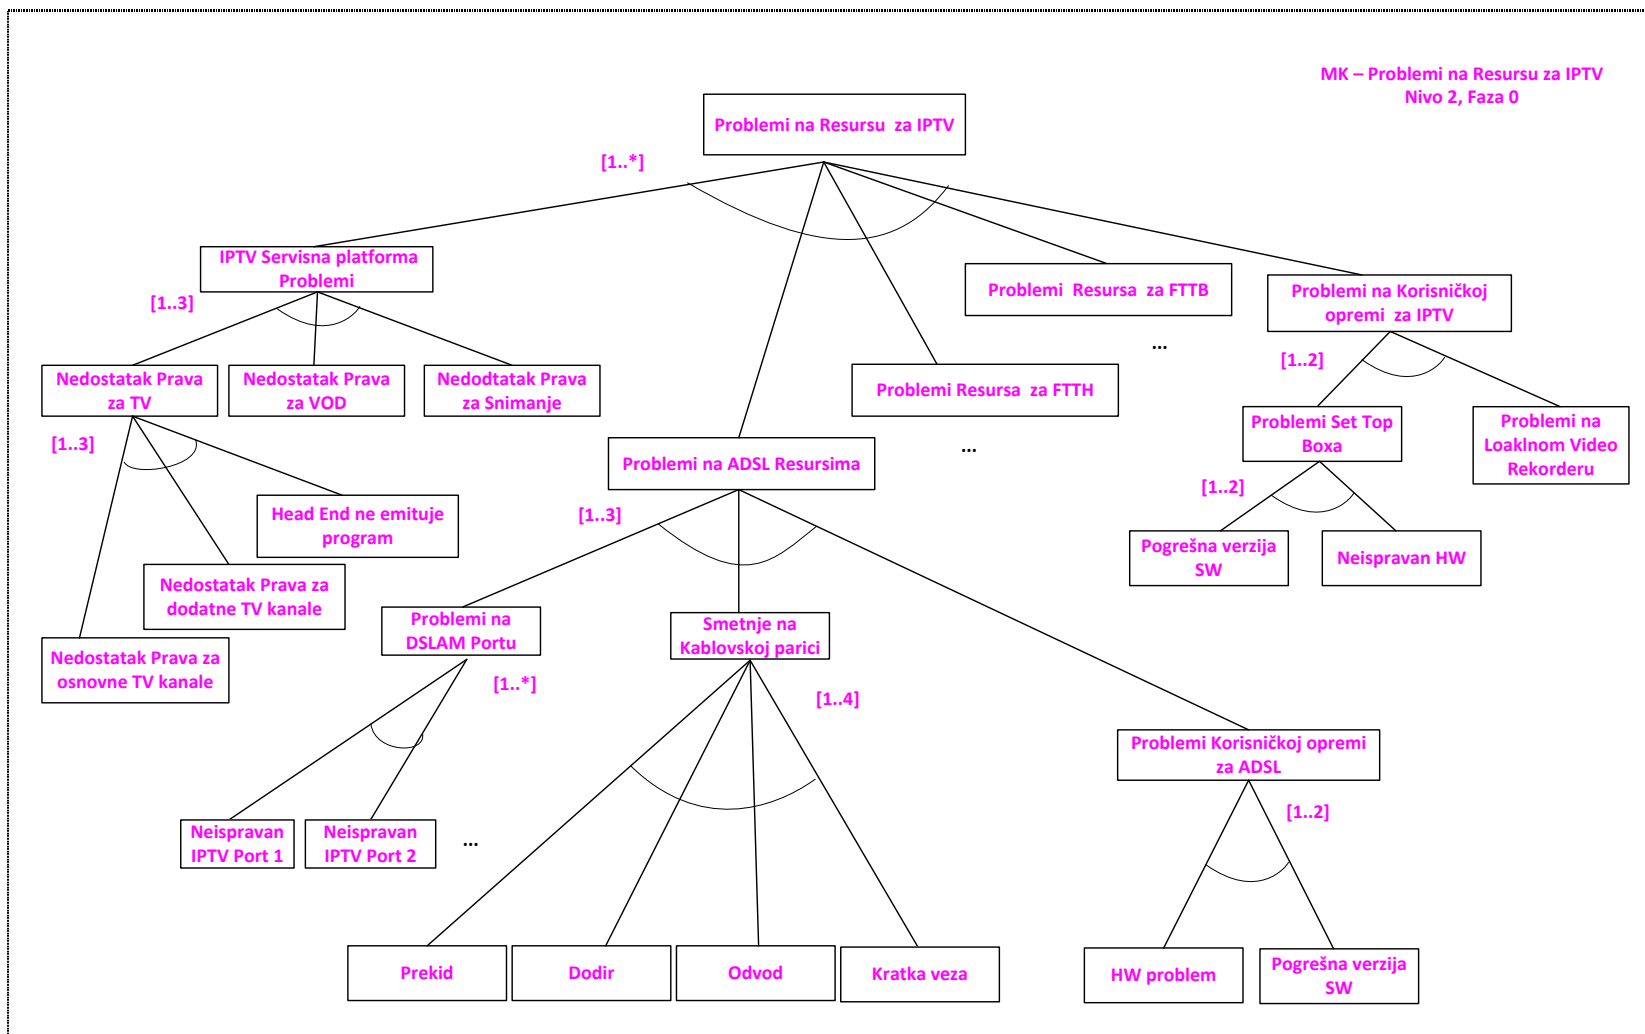 MK – Problemi na Resursu za IPTV
Nivo 2, Faza 0
Problemi na Resursu  za IPTV
[1..*]
IPTV Servisna platforma
Problemi
[1..3]
Problemi  Resursa  za FTTB
Problemi na Korisničkoj
opremi  za IPTV
...
[1..2]
Nedostatak Prava
za TV
Nedostatak Prava
za VOD
Nedodtatak Prava
za Snimanje
Problemi Resursa  za FTTH
...
[1..3]
Problemi na ADSL Resursima
Problemi Set Top
Boxa
Problemi na
Loaklnom Video
Rekorderu
[1..2]
Head End ne emituje
program
[1..3]
Pogrešna verzija
SW
Neispravan HW
Nedostatak Prava za
dodatne TV kanale
Nedostatak Prava za
osnovne TV kanale
Problemi na
DSLAM Portu
Smetnje na
Kablovskoj parici
[1..*]
[1..4]
Problemi Korisničkoj opremi
za ADSL
[1..2]
Neispravan
IPTV Port 1
Neispravan
IPTV Port 2
...
Prekid
Dodir
Odvod
Kratka veza
HW problem
Pogrešna verzija
SW